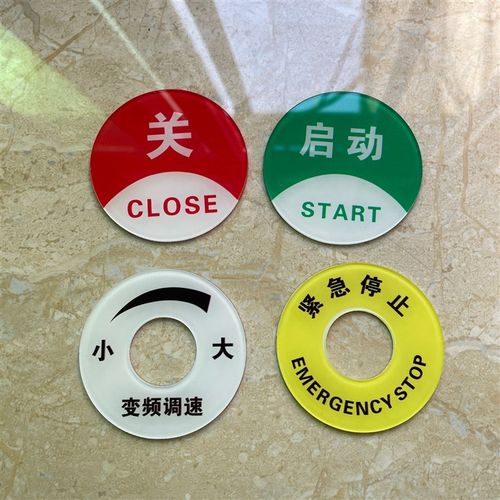 关
CLOSE
启动
START
小 大
变频调速
紧急停止
EMERGENCY STOP